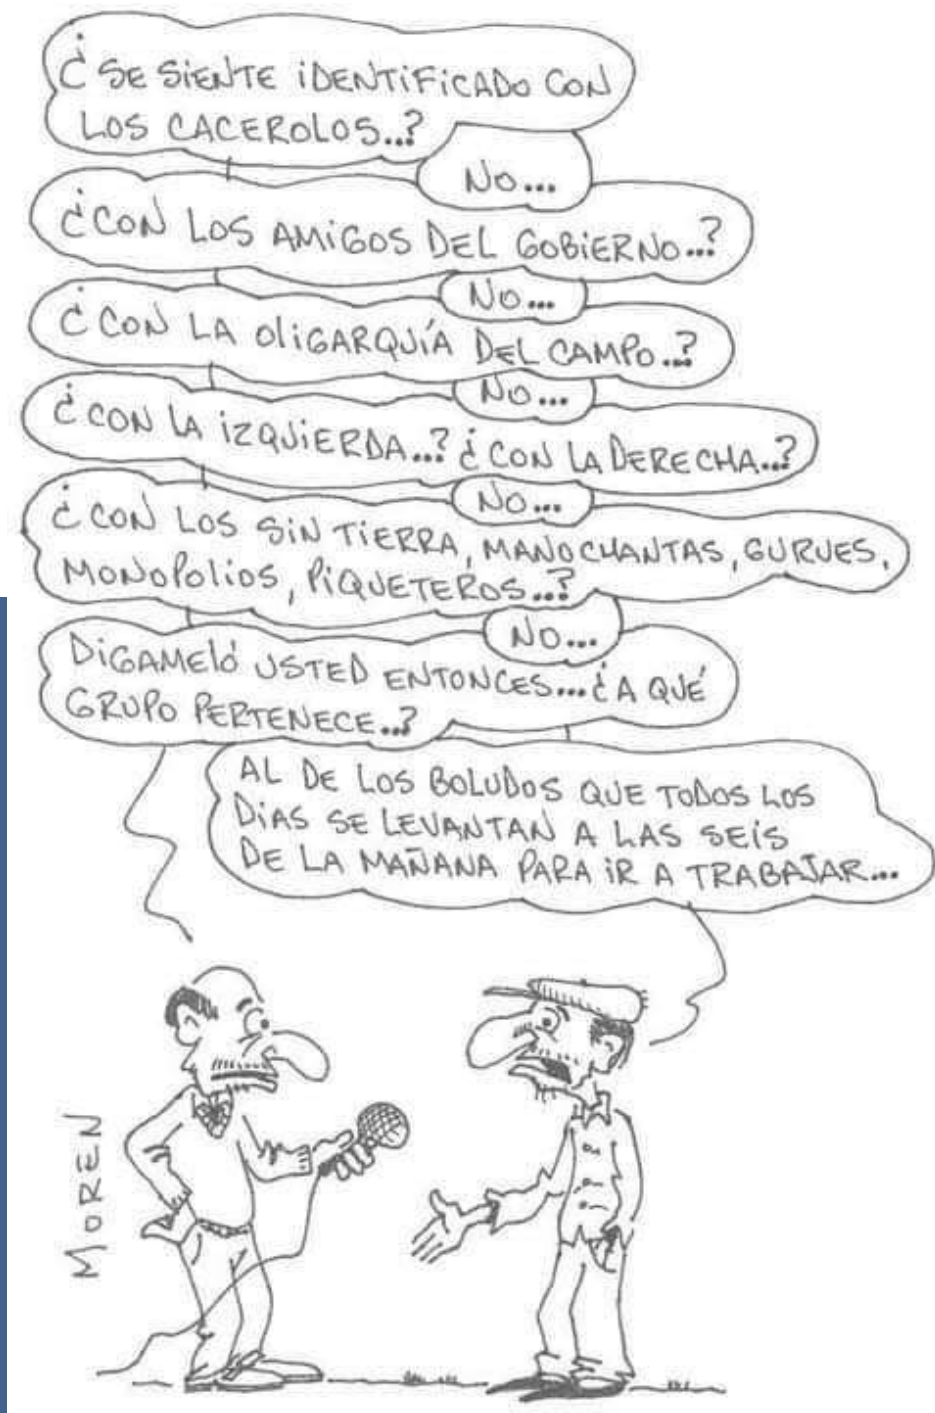 ¿SE SIENTE IDENTIFICADO CON
LOS CACEROLOS...?
NO...
¿CON LOS AMIGOS DEL GOBIERNO...?
NO...
¿CON LA OLIGARQUÍA DEL CAMPO...?
NO...
¿CON LA IZQUIERDA...? ¿CON LA DERECHA...?
NO...
¿CON LOS SIN TIERRA, MANOCHANTAS, GURUES,
MONOPOLIOS, PIQUETEROS...?
NO...
DIGAMELÓ USTED ENTONCES... ¿A QUÉ
GRUPO PERTENECE...?
AL DE LOS BOLUDOS QUE TODOS LOS
DIAS SE LEVANTAN A LAS SEIS
DE LA MAÑANA PARA IR A TRABAJAR...
MOREN